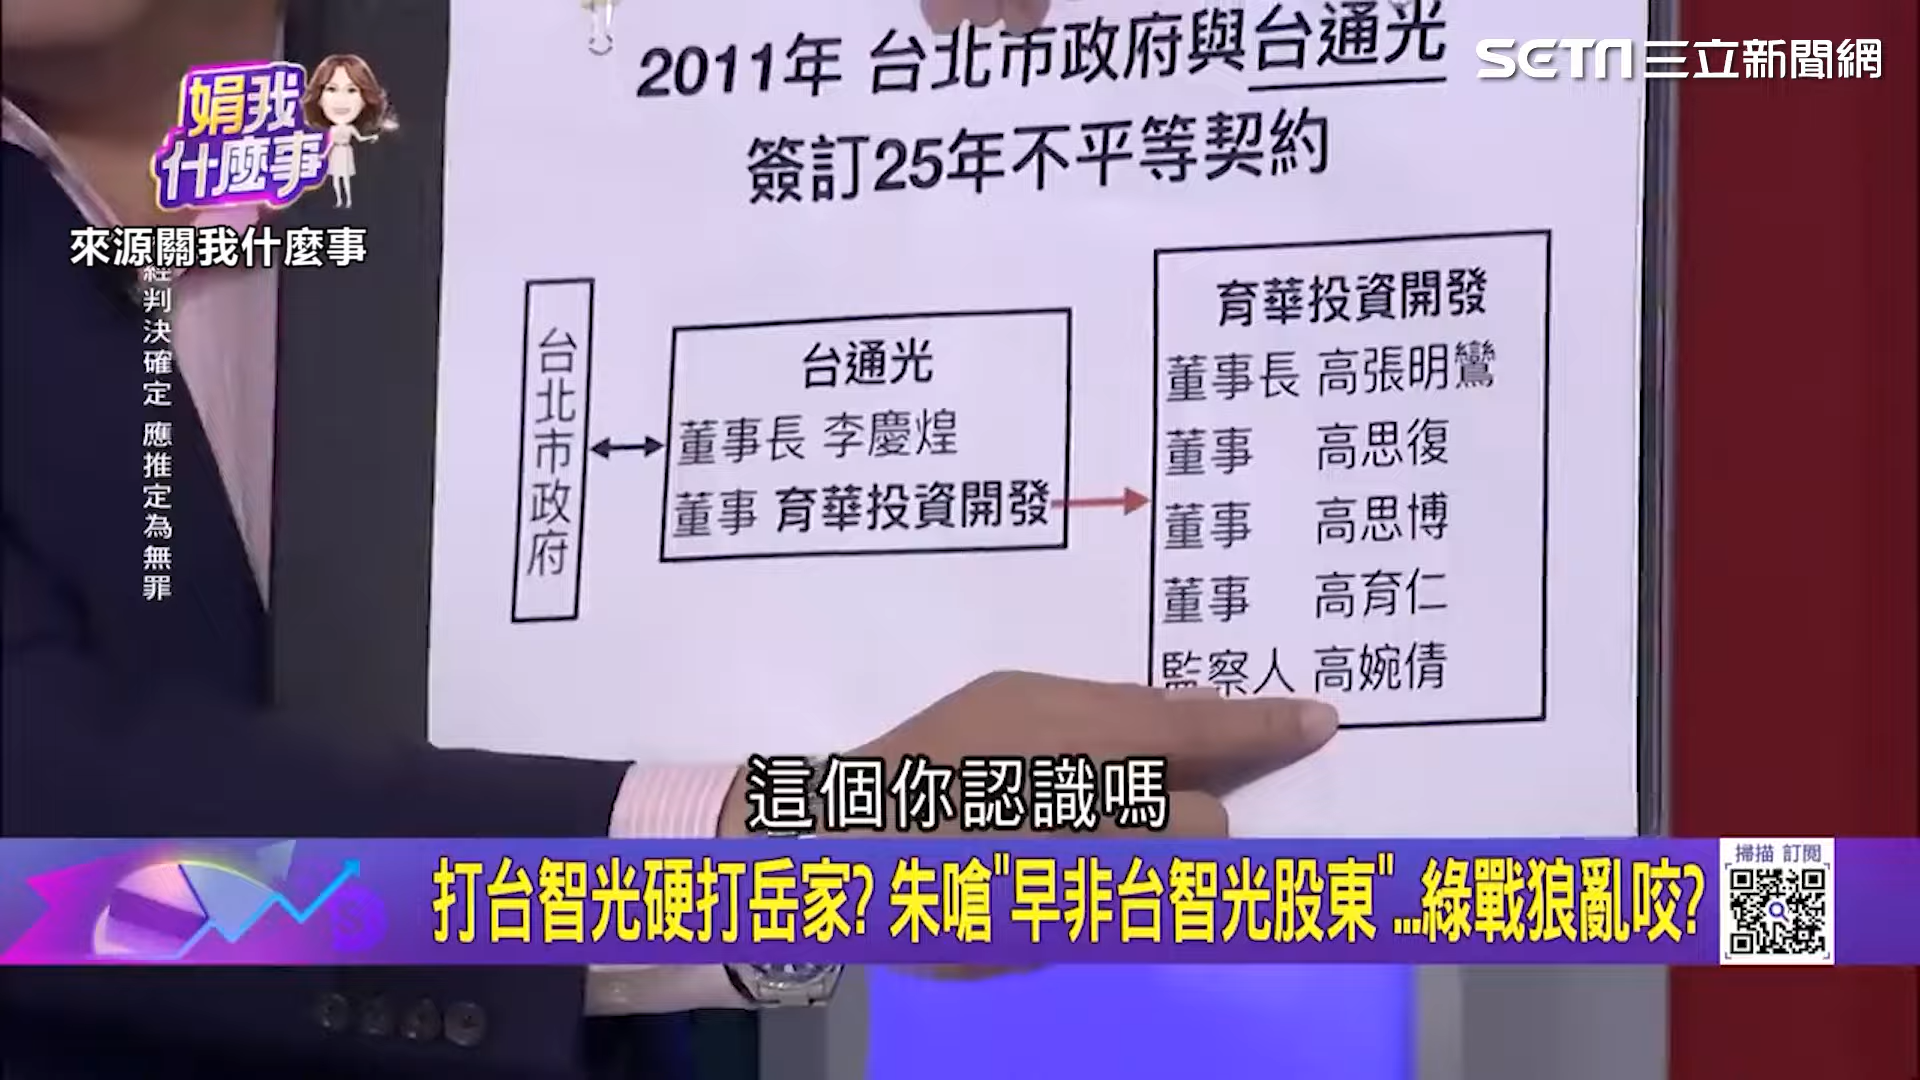 SETN三立新聞網
娟我
什麼事
來源關我什麼事
經判決確定 應推定為無罪
2011年 台北市政府與台通光
簽訂25年不平等契約
台北市政府
台通光
董事長 李慶煌
董事 育華投資開發
育華投資開發
董事長 高張明鸞
董事 高思復
董事 高思博
董事 高育仁
監察人 高婉倩
這個你認識嗎
打台智光硬打岳家? 朱嗆"早非台智光股東"...綠戰狼亂咬?
掃描 訂閱